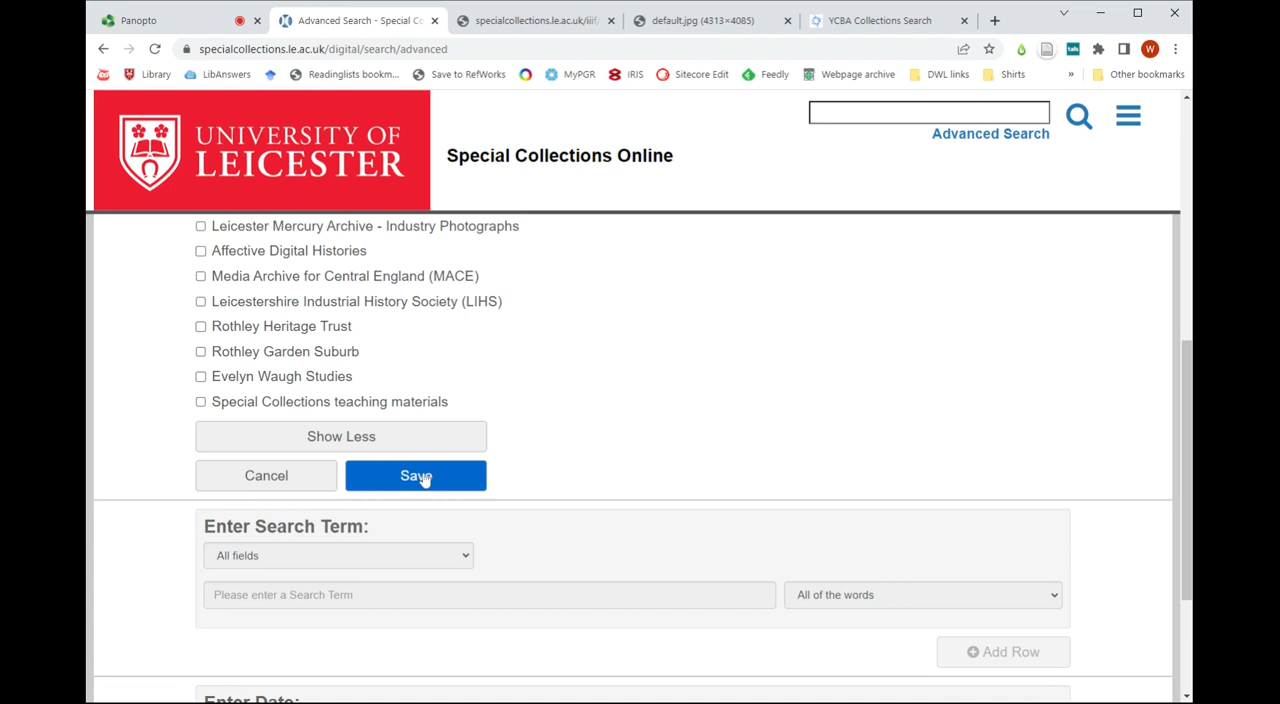 Panopto
Advanced Search - Special Co
specialcollections.le.ac.uk/iiif/
default.jpg (4313×4085)
YCBA Collections Search
specialcollections.le.ac.uk/digital/search/advanced
W
Library
LibAnswers
Readinglists bookm...
Save to RefWorks
MyPGR
IRIS
Sitecore Edit
Feedly
Webpage archive
DWL links
Shirts
»
Other bookmarks
UNIVERSITY OF
LEICESTER
Special Collections Online
Advanced Search
Leicester Mercury Archive - Industry Photographs
Affective Digital Histories
Media Archive for Central England (MACE)
Leicestershire Industrial History Society (LIHS)
Rothley Heritage Trust
Rothley Garden Suburb
Evelyn Waugh Studies
Special Collections teaching materials
Show Less
Cancel
Save
Enter Search Term:
All fields
Please enter a Search Term
All of the words
Add Row
Enter Date: